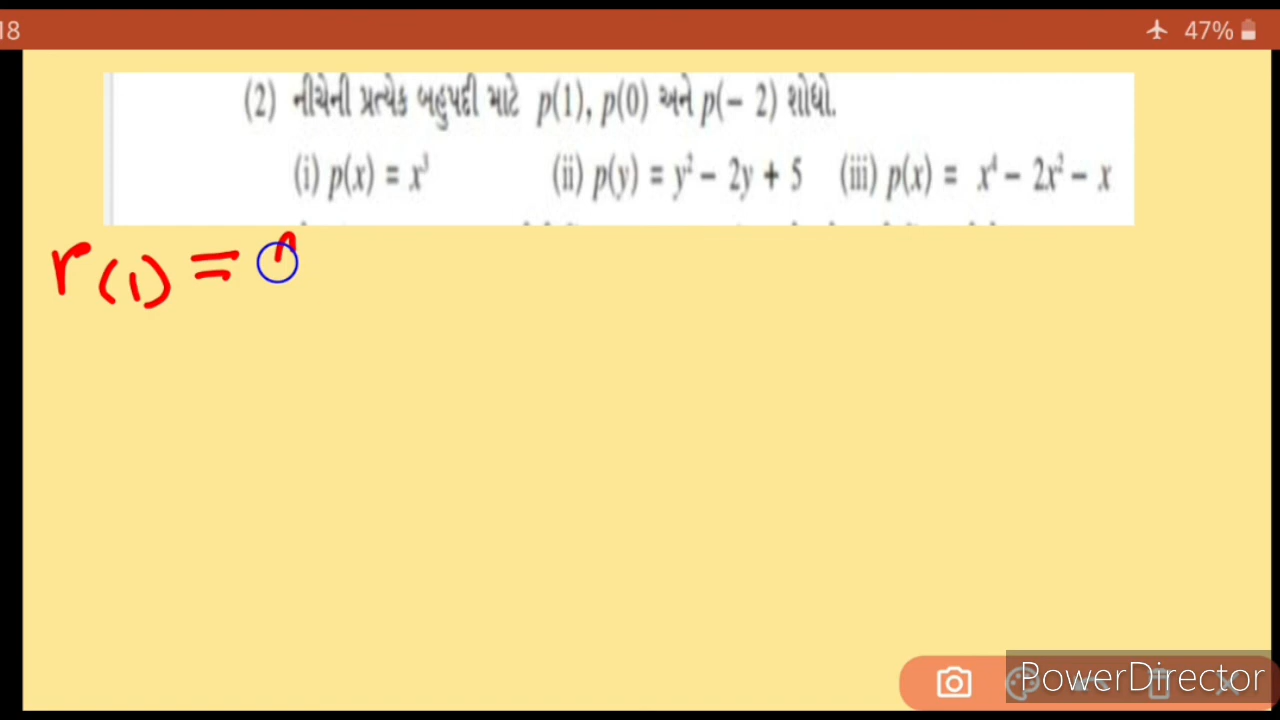 18 47%
(2) નીચેની પ્રત્યેક બહુપદી માટે p(1), p(0) અને p(– 2) શોધો.
(i) p(x) = x³ (ii) p(y) = y² – 2y + 5 (iii) p(x) = x⁴ – 2x² – x
r(1) =
PowerDirector